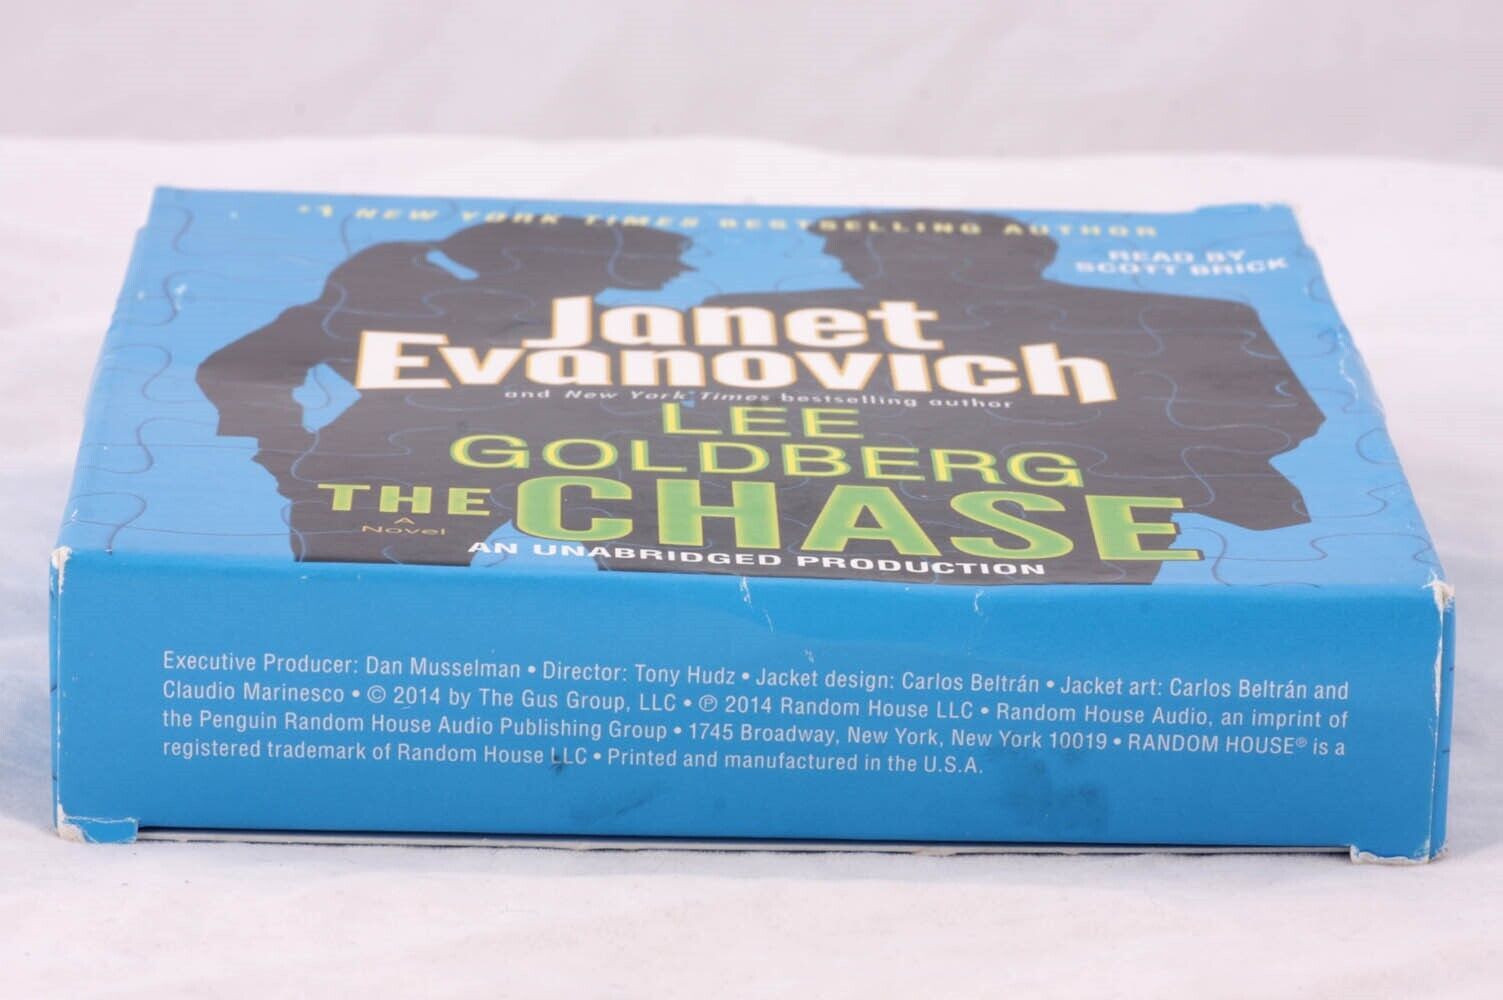 #1 NEW YORK TIMES BESTSELLING AUTHOR
READ BY
SCOTT BRICK
Janet
Evanovich
and New York Times bestselling author
LEE
GOLDBERG
THE CHASE
A
Novel
AN UNABRIDGED PRODUCTION
Executive Producer: Dan Musselman • Director: Tony Hudz • Jacket design: Carlos Beltrán • Jacket art: Carlos Beltrán and
Claudio Marinesco • © 2014 by The Gus Group, LLC • ℗ 2014 Random House LLC • Random House Audio, an imprint of
the Penguin Random House Audio Publishing Group • 1745 Broadway, New York, New York 10019 • RANDOM HOUSE® is a
registered trademark of Random House LLC • Printed and manufactured in the U.S.A.